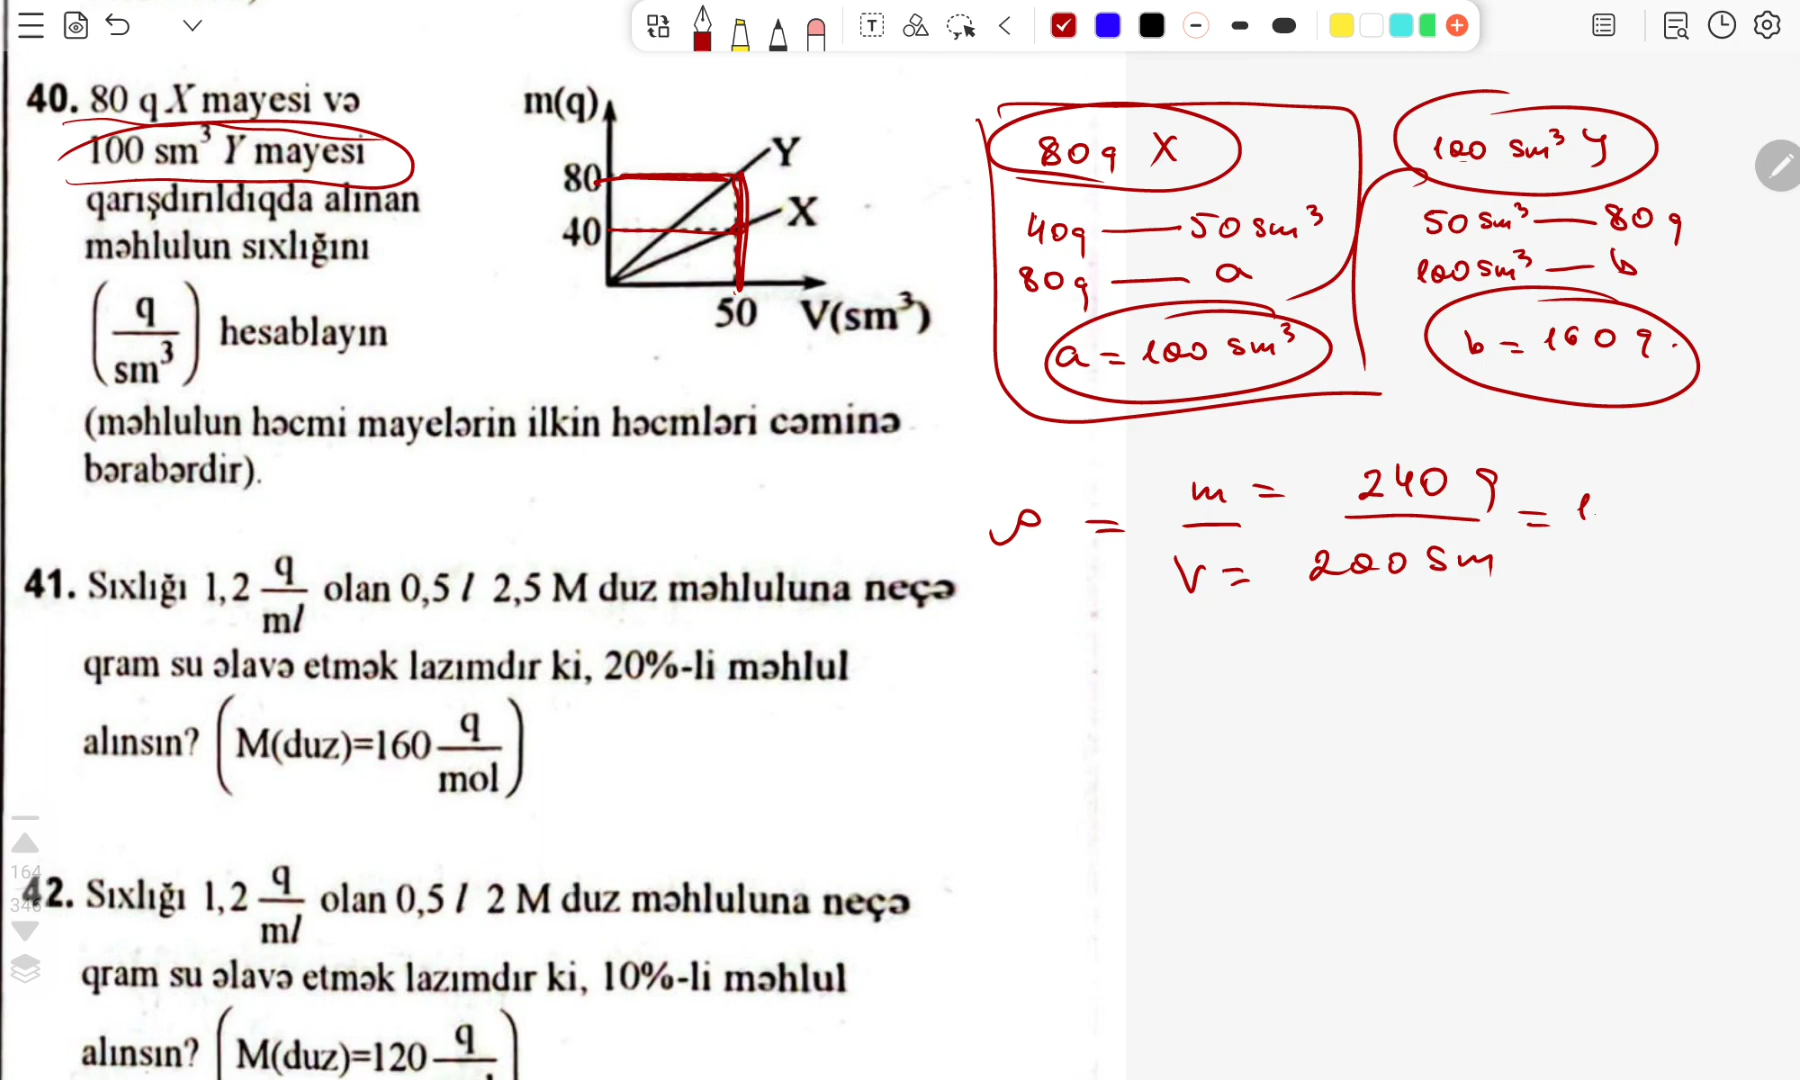 40. 80 q X mayesi və
100 sm³ Y mayesi
qarışdırıldıqda alınan
məhlulun sıxlığını
(q/sm³) hesablayın
(məhlulun həcmi mayelərin ilkin həcmləri cəminə
bərabərdir).
m(q)
Y
80
X
40
50 V(sm³)
80q X
40q — 50 sm³
80q — a
a = 100 sm³
100 sm³ Y
50 sm³ — 80 q
100 sm³ — b
b = 160 q.
ρ = m = 240 q = 1
V = 200 sm
41. Sıxlığı 1,2 q/ml olan 0,5 l 2,5 M duz məhluluna neçə
qram su əlavə etmək lazımdır ki, 20%-li məhlul
alınsın? (M(duz)=160 q/mol)
164
346
42. Sıxlığı 1,2 q/ml olan 0,5 l 2 M duz məhluluna neçə
qram su əlavə etmək lazımdır ki, 10%-li məhlul
alınsın? (M(duz)=120 q